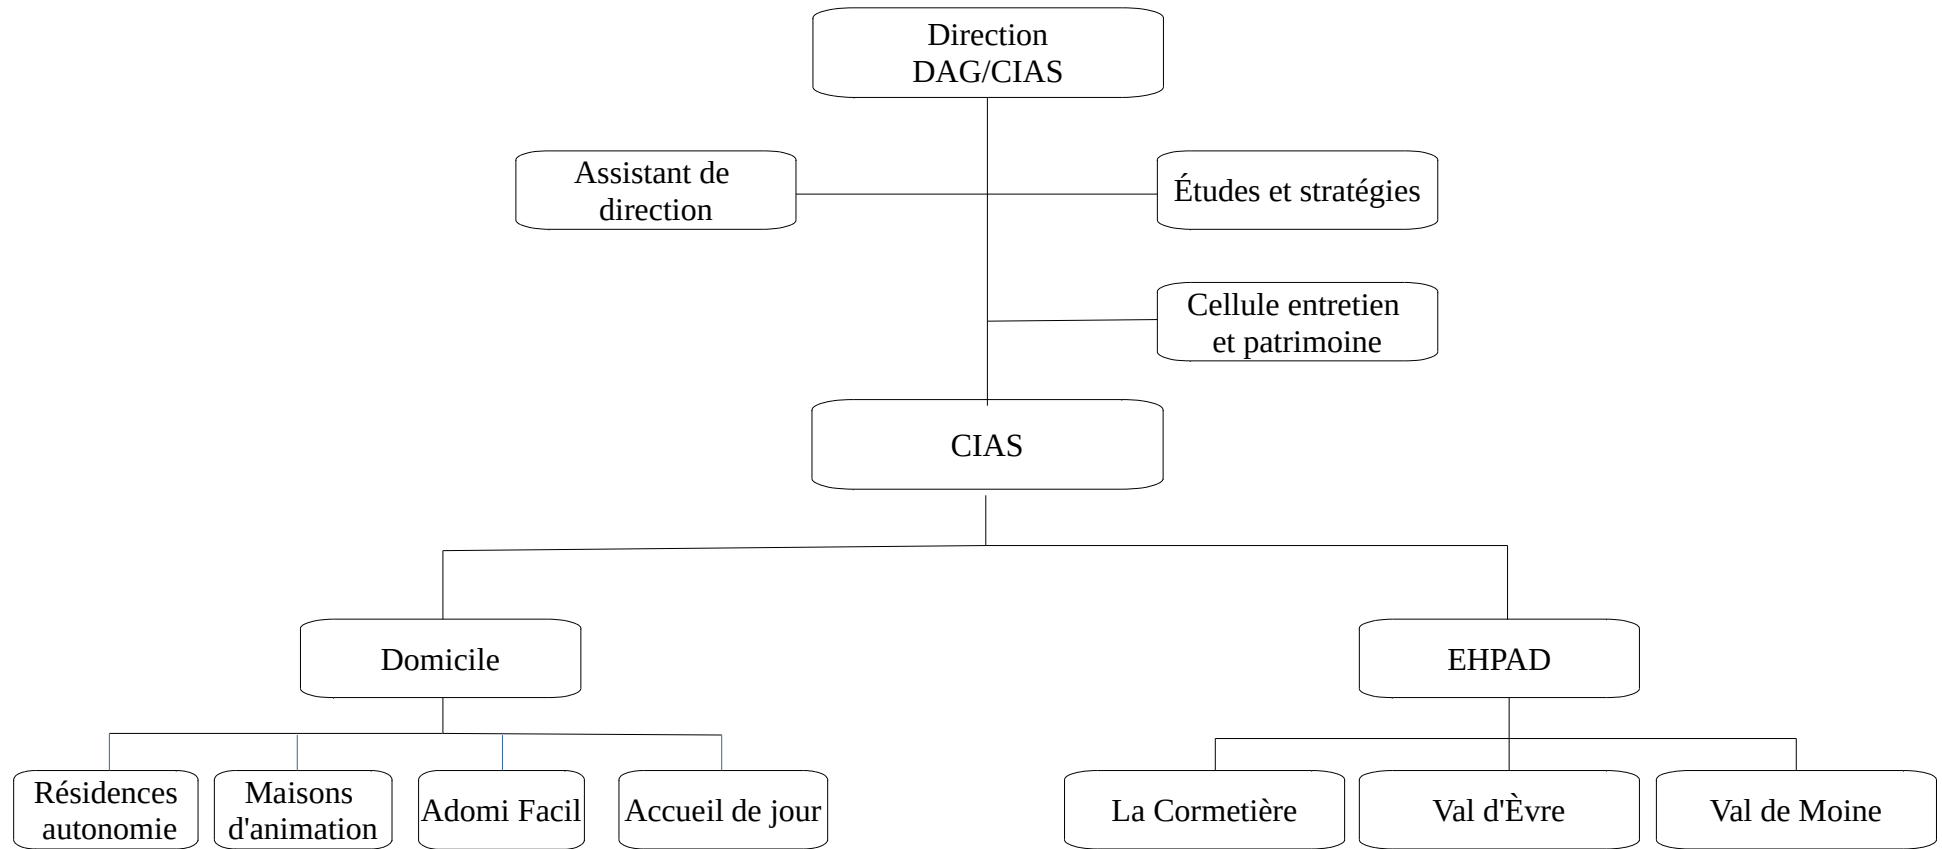 Direction
DAG/CIAS
Assistant de
direction
Études et stratégies
Cellule entretien
et patrimoine
CIAS
Domicile
EHPAD
Résidences
autonomie
Maisons
d'animation
Adomi Facil
Accueil de jour
La Cormetière
Val d'Èvre
Val de Moine